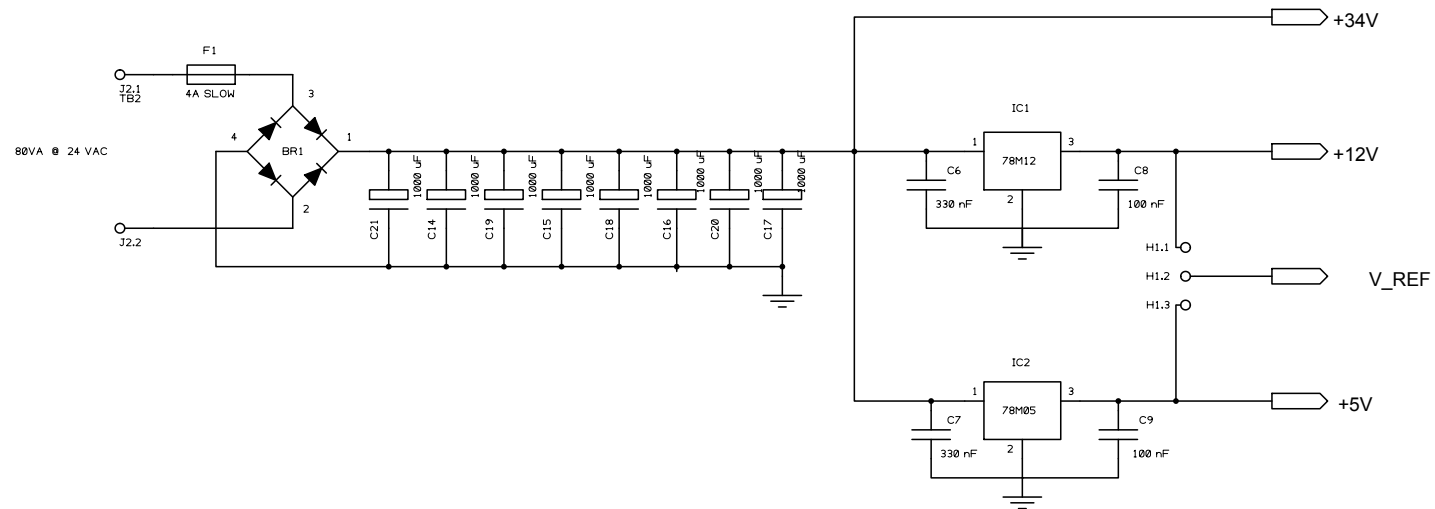 +34V
F1
J2.1
TB2
4A SLOW
3
IC1
4
BR1
1
80VA @ 24 VAC
1000 uF
1000 uF
1000 uF
1000 uF
1000 uF
1000 uF
1000 uF
1000 uF
1
78M12
3
+12V
C6
C8
2
330 nF
100 nF
2
J2.2
C21
C14
C19
C15
C18
C16
C20
C17
H1.1
H1.2
V_REF
H1.3
IC2
1
78M05
3
+5V
C7
C9
2
330 nF
100 nF